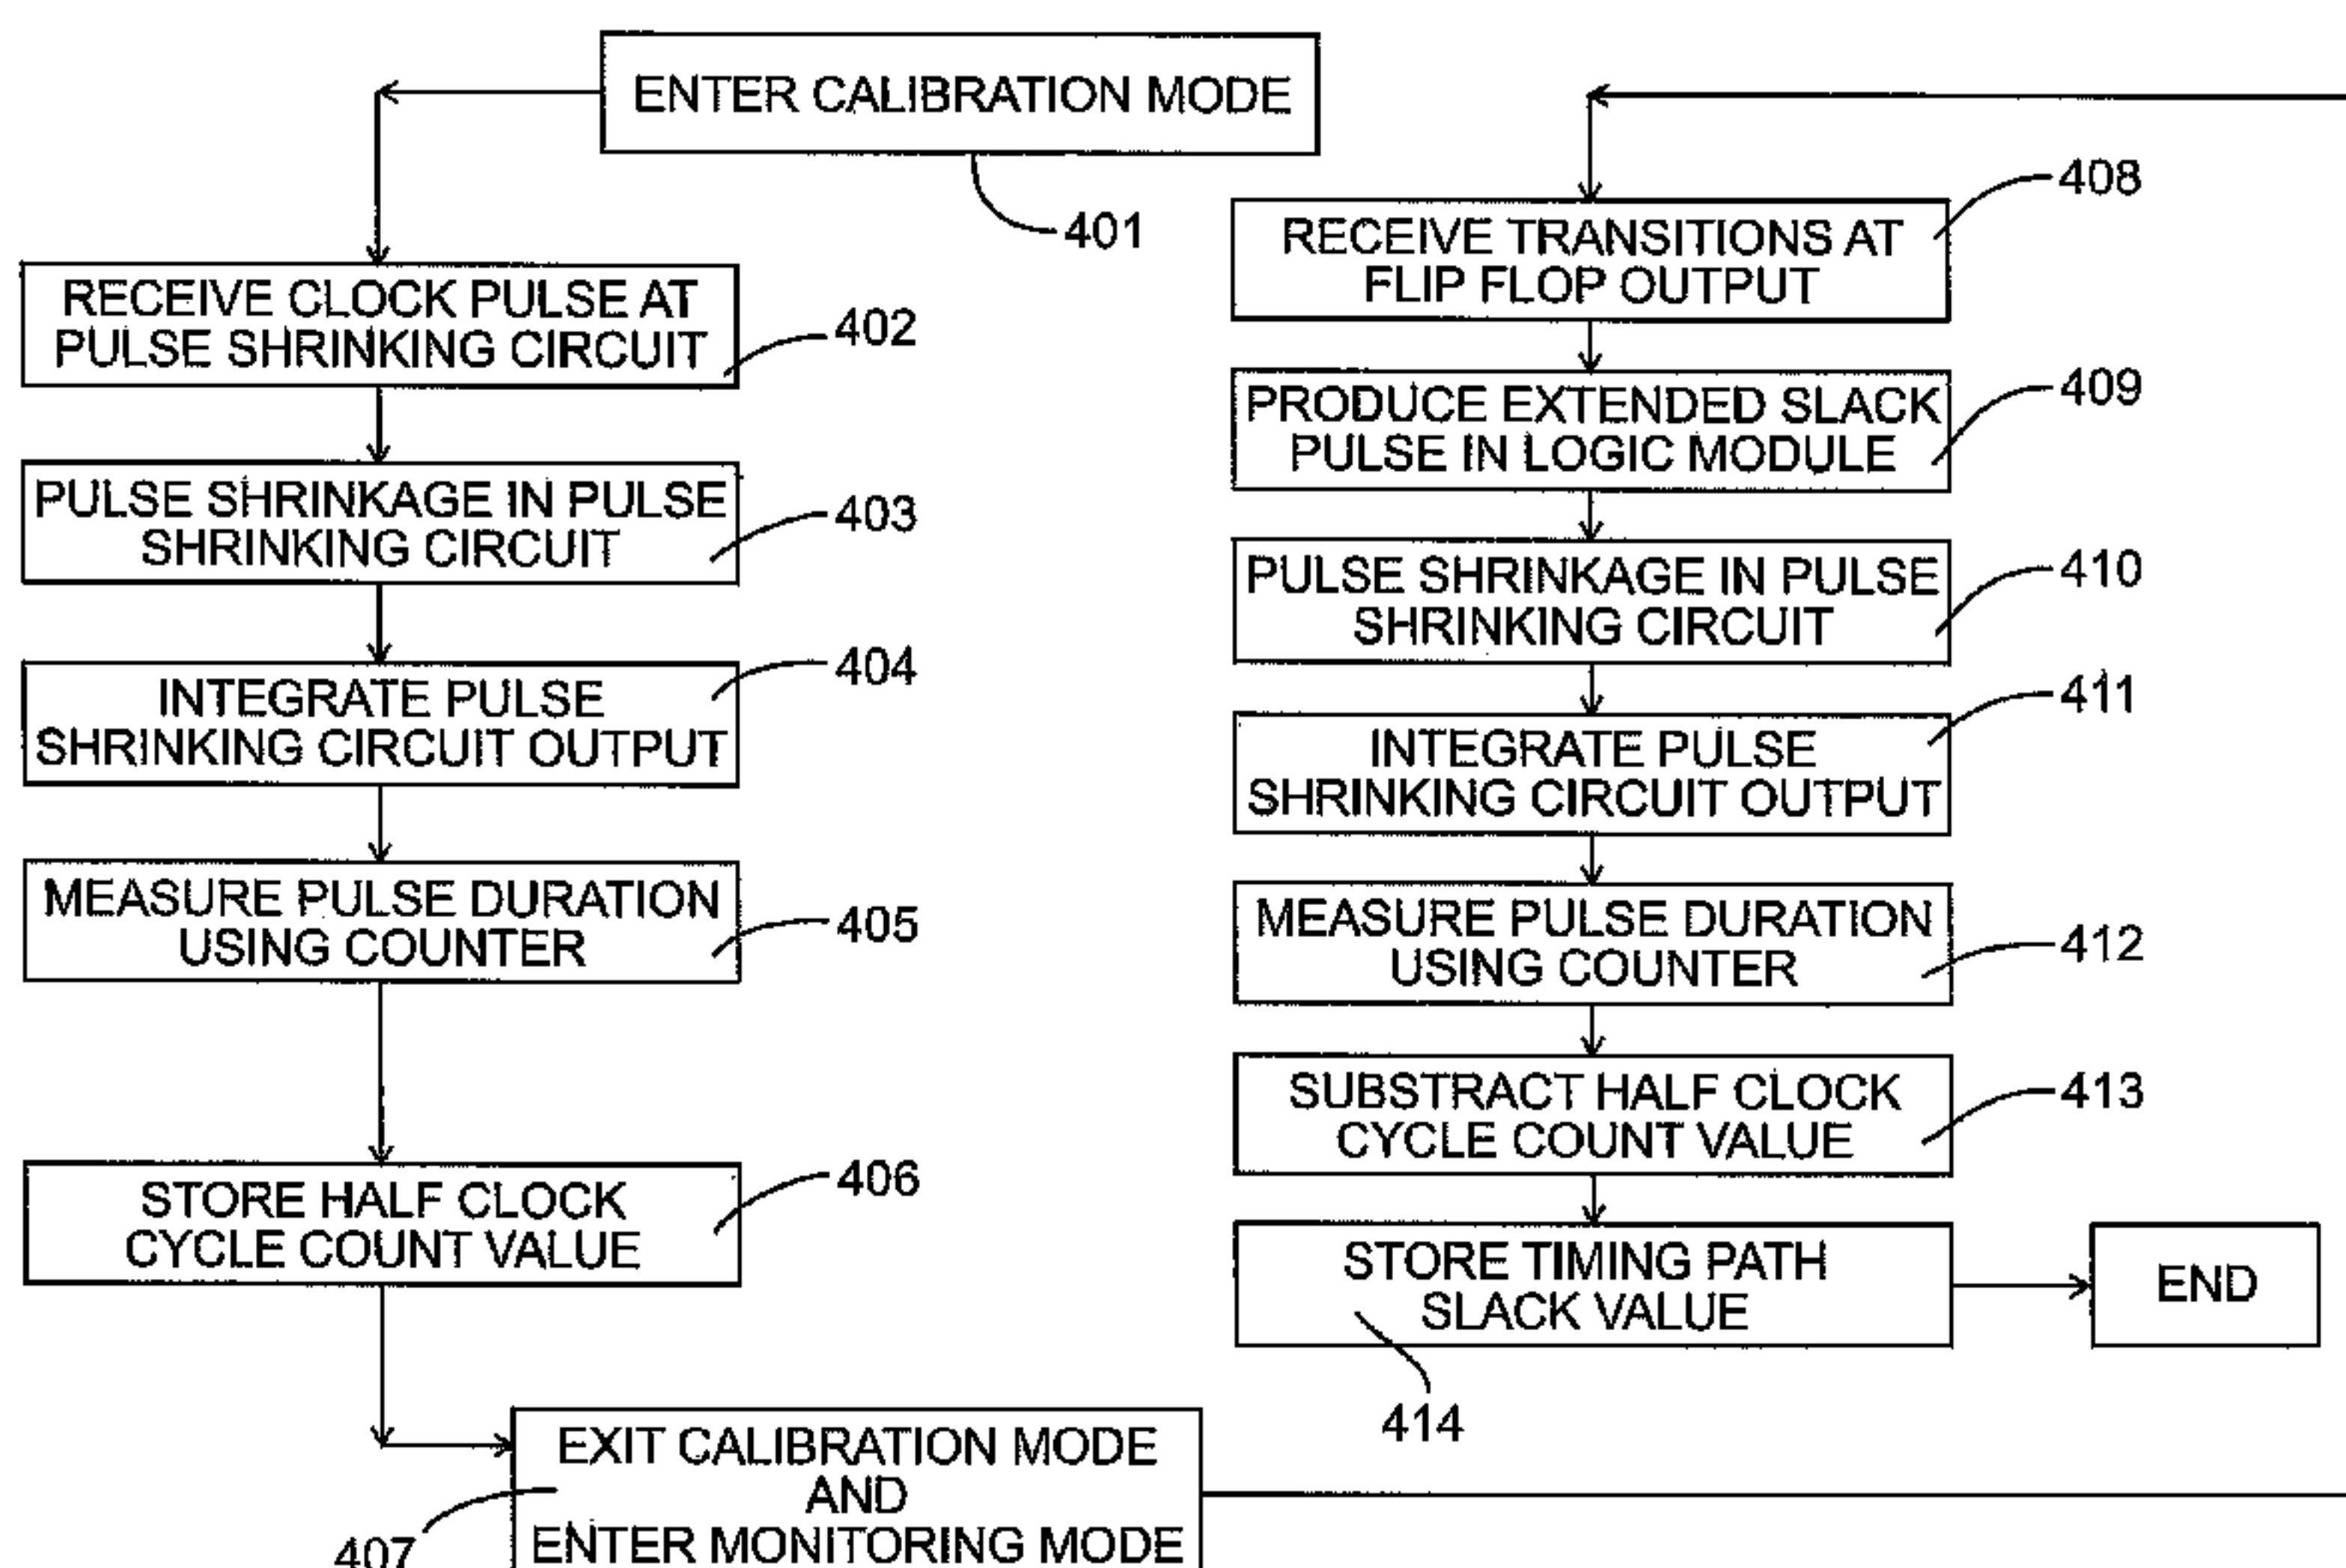 ENTER CALIBRATION MODE
401
RECEIVE CLOCK PULSE AT
PULSE SHRINKING CIRCUIT
402
PULSE SHRINKAGE IN PULSE
SHRINKING CIRCUIT
403
INTEGRATE PULSE
SHRINKING CIRCUIT OUTPUT
404
MEASURE PULSE DURATION
USING COUNTER
405
STORE HALF CLOCK
CYCLE COUNT VALUE
406
EXIT CALIBRATION MODE
AND
ENTER MONITORING MODE
407
RECEIVE TRANSITIONS AT
FLIP FLOP OUTPUT
408
PRODUCE EXTENDED SLACK
PULSE IN LOGIC MODULE
409
PULSE SHRINKAGE IN PULSE
SHRINKING CIRCUIT
410
INTEGRATE PULSE
SHRINKING CIRCUIT OUTPUT
411
MEASURE PULSE DURATION
USING COUNTER
412
SUBSTRACT HALF CLOCK
CYCLE COUNT VALUE
413
STORE TIMING PATH
SLACK VALUE
414
END